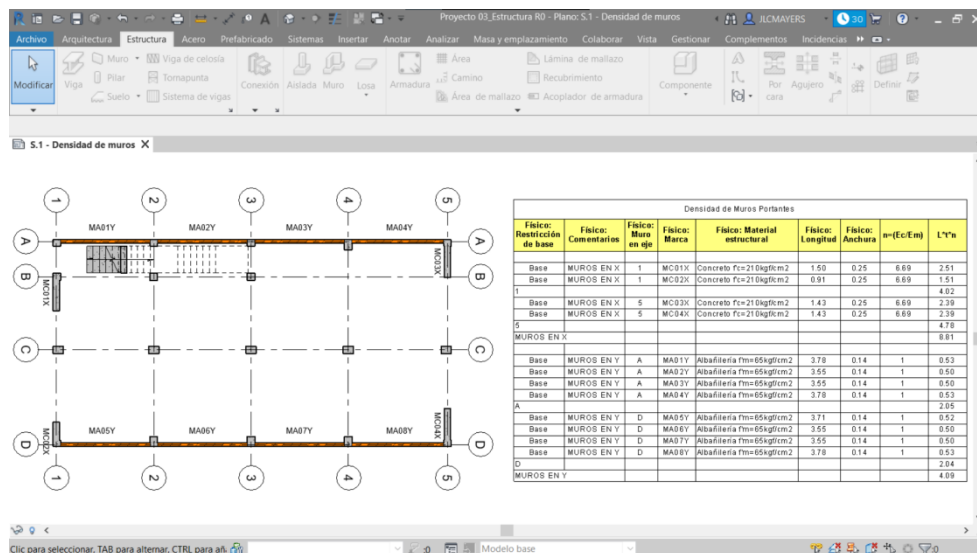 Proyecto 03_Estructura R0 - Plano: S.1 - Densidad de muros
JLCMAYERS
30
Archivo Arquitectura Estructura Acero Prefabricado Sistemas Insertar Anotar Analizar Masa y emplazamiento Colaborar Vista Gestionar Complementos Incidencias
Modificar
Viga
Muro
Pilar
Suelo
Viga de celosía
Tornapunta
Sistema de vigas
Conexión
Aislada
Muro
Losa
Armadura
Área
Camino
Área de mallazo
Lámina de mallazo
Recubrimiento
Acoplador de armadura
Componente
Por cara
Agujero
Definir
S.1 - Densidad de muros X
1 2 3 4 5
MA01Y MA02Y MA03Y MA04Y
A A
MC03X
B B
MC01X
C C
MC04X
MA05Y MA06Y MA07Y MA08Y
MC02X
D D
1 2 3 4 5
Densidad de Muros Portantes
Físico: Restricción de base Físico: Comentarios Físico: Muro en eje Físico: Marca Físico: Material estructural Físico: Longitud Físico: Anchura n=(Ec/Em) L*t*n
Base MUROS EN X 1 MC01X Concreto f'c=210kgf/cm2 1.50 0.25 6.69 2.51
Base MUROS EN X 1 MC02X Concreto f'c=210kgf/cm2 0.91 0.25 6.69 1.51
1 4.02
Base MUROS EN X 5 MC03X Concreto f'c=210kgf/cm2 1.43 0.25 6.69 2.39
Base MUROS EN X 5 MC04X Concreto f'c=210kgf/cm2 1.43 0.25 6.69 2.39
5 4.78
MUROS EN X 8.81
Base MUROS EN Y A MA01Y Albañilería f'm=65kgf/cm2 3.78 0.14 1 0.53
Base MUROS EN Y A MA02Y Albañilería f'm=65kgf/cm2 3.55 0.14 1 0.50
Base MUROS EN Y A MA03Y Albañilería f'm=65kgf/cm2 3.55 0.14 1 0.50
Base MUROS EN Y A MA04Y Albañilería f'm=65kgf/cm2 3.78 0.14 1 0.53
A 2.05
Base MUROS EN Y D MA05Y Albañilería f'm=65kgf/cm2 3.71 0.14 1 0.52
Base MUROS EN Y D MA06Y Albañilería f'm=65kgf/cm2 3.55 0.14 1 0.50
Base MUROS EN Y D MA07Y Albañilería f'm=65kgf/cm2 3.55 0.14 1 0.50
Base MUROS EN Y D MA08Y Albañilería f'm=65kgf/cm2 3.78 0.14 1 0.53
D 2.04
MUROS EN Y 4.09
Clic para seleccionar, TAB para alternar, CTRL para añ
:0
Modelo base
:0